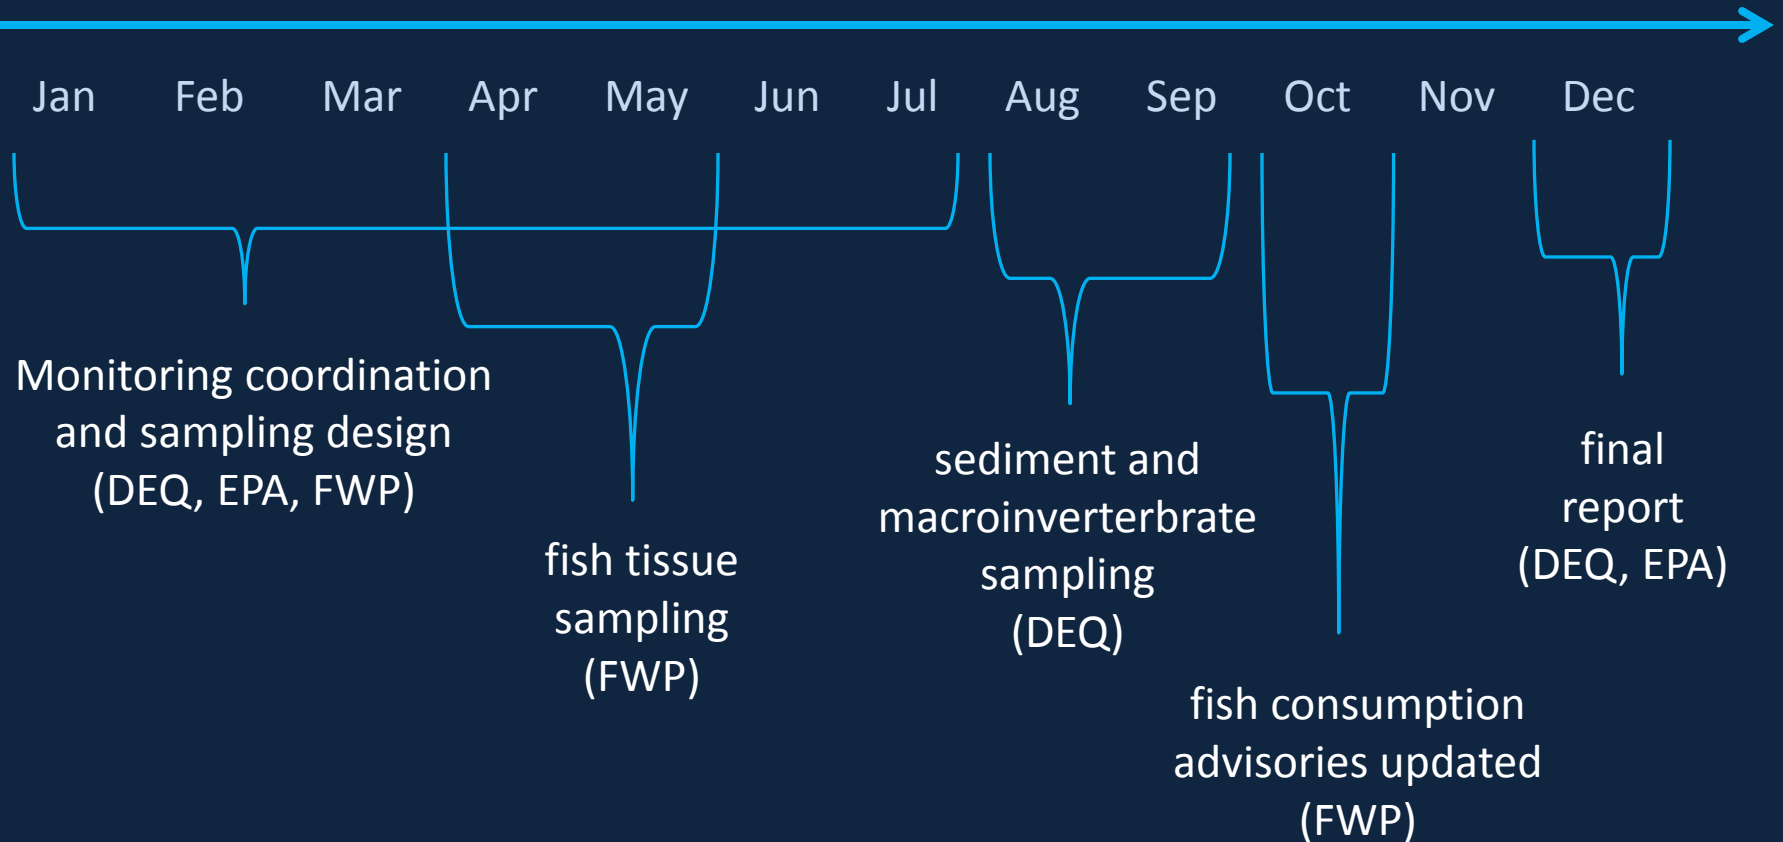 Jan Feb Mar Apr May Jun Jul Aug Sep Oct Nov Dec
Monitoring coordination
and sampling design
(DEQ, EPA, FWP)
fish tissue
sampling
(FWP)
sediment and
macroinverterbrate
sampling
(DEQ)
fish consumption
advisories updated
(FWP)
final
report
(DEQ, EPA)